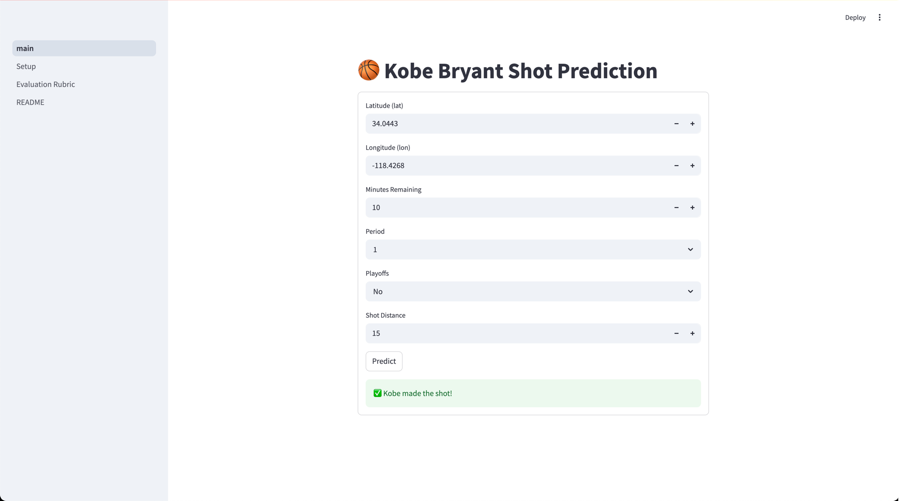 Deploy
main
Setup
Evaluation Rubric
README
🏀 Kobe Bryant Shot Prediction
Latitude (lat)
34.0443
Longitude (lon)
-118.4268
Minutes Remaining
10
Period
1
Playoffs
No
Shot Distance
15
Predict
✅ Kobe made the shot!